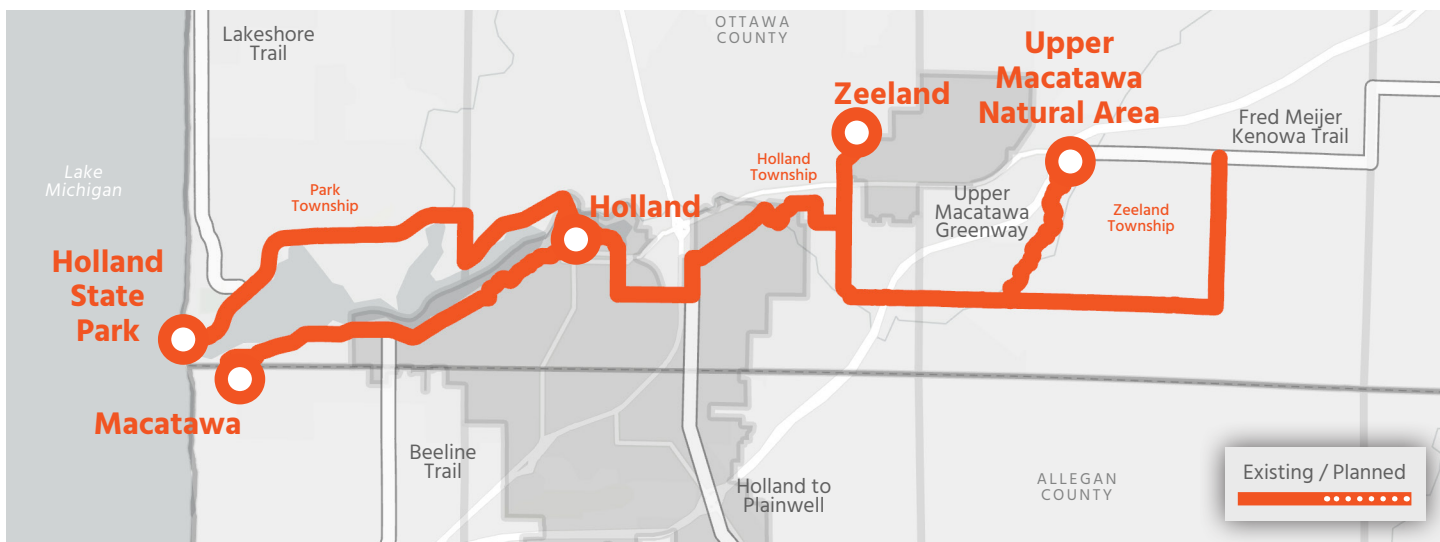 Lakeshore
Trail
OTTAWA
COUNTY
Upper
Macatawa
Natural Area
Zeeland
Fred Meijer
Kenowa Trail
Lake
Michigan
Park
Township
Holland
Township
Holland
Upper
Macatawa
Greenway
Zeeland
Township
Holland
State
Park
Macatawa
Beeline
Trail
Holland to
Plainwell
ALLEGAN
COUNTY
Existing / Planned